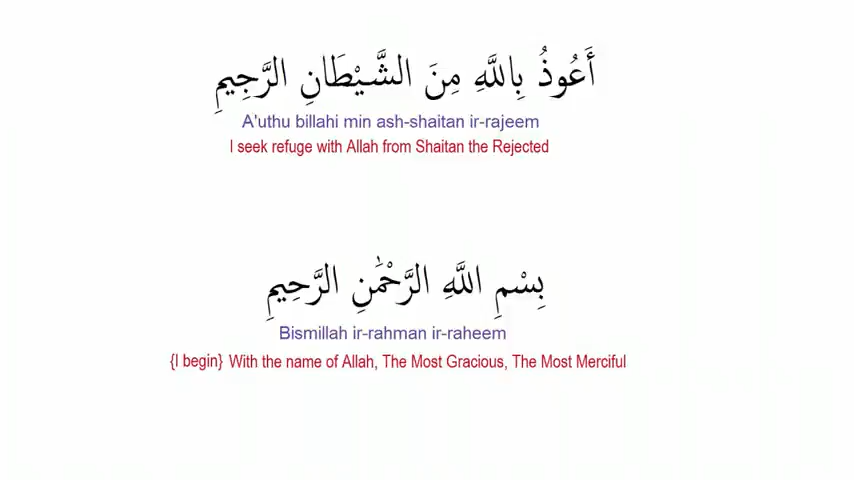 أَعُوذُ بِاللَّهِ مِنَ الشَّيْطَانِ الرَّجِيمِ
A'uthu billahi min ash-shaitan ir-rajeem
I seek refuge with Allah from Shaitan the Rejected
بِسْمِ اللَّهِ الرَّحْمَٰنِ الرَّحِيمِ
Bismillah ir-rahman ir-raheem
{I begin} With the name of Allah, The Most Gracious, The Most Merciful